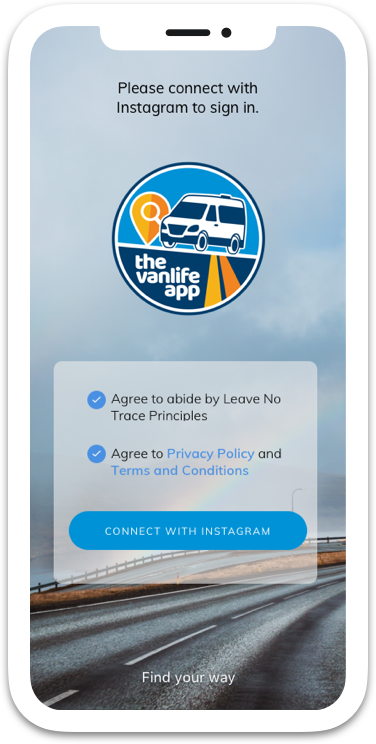 Please connect with
Instagram to sign in.
the
vanlife
app
Agree to abide by Leave No
Trace Principles
Agree to Privacy Policy and
Terms and Conditions
CONNECT WITH INSTAGRAM
Find your way